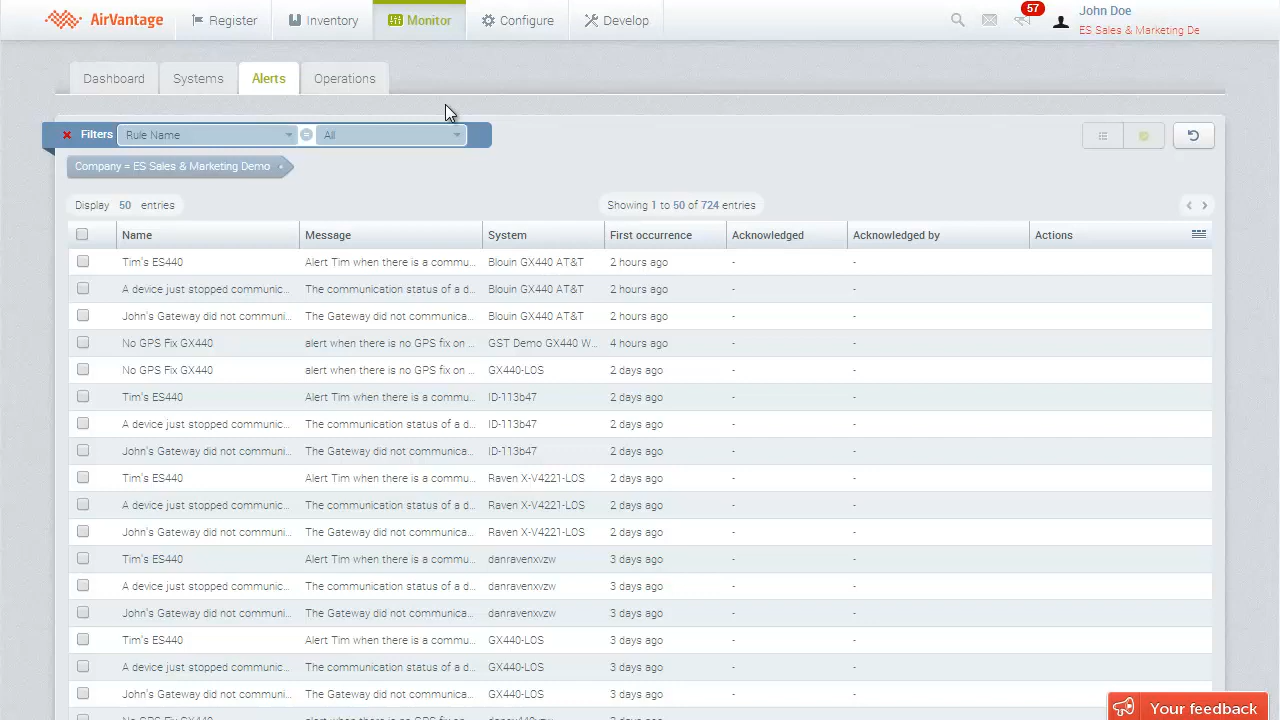 AirVantage Register Inventory Monitor Configure Develop 57 John Doe
ES Sales & Marketing De
Dashboard Systems Alerts Operations
Filters Rule Name = All
Company = ES Sales & Marketing Demo
Display 50 entries Showing 1 to 50 of 724 entries
Name Message System First occurrence Acknowledged Acknowledged by Actions
Tim's ES440 Alert Tim when there is a commu... Blouin GX440 AT&T 2 hours ago - -
A device just stopped communic... The communication status of a d... Blouin GX440 AT&T 2 hours ago - -
John's Gateway did not communi... The Gateway did not communica... Blouin GX440 AT&T 2 hours ago - -
No GPS Fix GX440 alert when there is no GPS fix on ... GST Demo GX440 W... 4 hours ago - -
No GPS Fix GX440 alert when there is no GPS fix on ... GX440-LOS 2 days ago - -
Tim's ES440 Alert Tim when there is a commu... ID-113b47 2 days ago - -
A device just stopped communic... The communication status of a d... ID-113b47 2 days ago - -
John's Gateway did not communi... The Gateway did not communica... ID-113b47 2 days ago - -
Tim's ES440 Alert Tim when there is a commu... Raven X-V4221-LOS 2 days ago - -
A device just stopped communic... The communication status of a d... Raven X-V4221-LOS 2 days ago - -
John's Gateway did not communi... The Gateway did not communica... Raven X-V4221-LOS 2 days ago - -
Tim's ES440 Alert Tim when there is a commu... danravenxvzw 3 days ago - -
A device just stopped communic... The communication status of a d... danravenxvzw 3 days ago - -
John's Gateway did not communi... The Gateway did not communica... danravenxvzw 3 days ago - -
Tim's ES440 Alert Tim when there is a commu... GX440-LOS 3 days ago - -
A device just stopped communic... The communication status of a d... GX440-LOS 3 days ago - -
John's Gateway did not communi... The Gateway did not communica... GX440-LOS 3 days ago - -
Your feedback